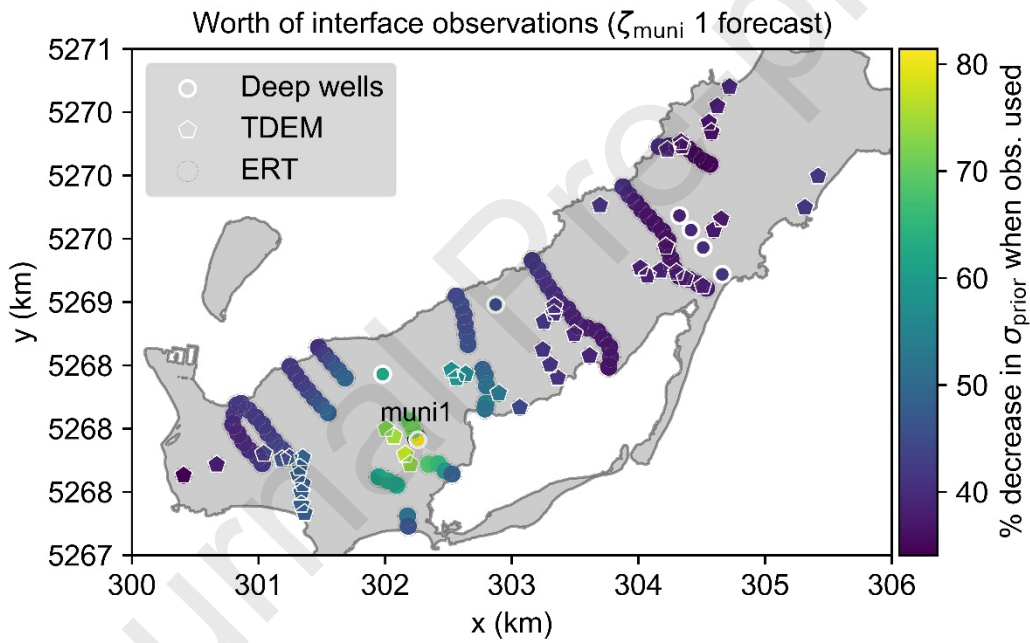 Worth of interface observations (ζmuni 1 forecast)
5271
5270
5270
5270
5269
5268
5268
5268
5267
y (km)
Deep wells
TDEM
ERT
muni1
300
301
302
303
304
305
306
x (km)
80
70
60
50
40
% decrease in σprior when obs. used